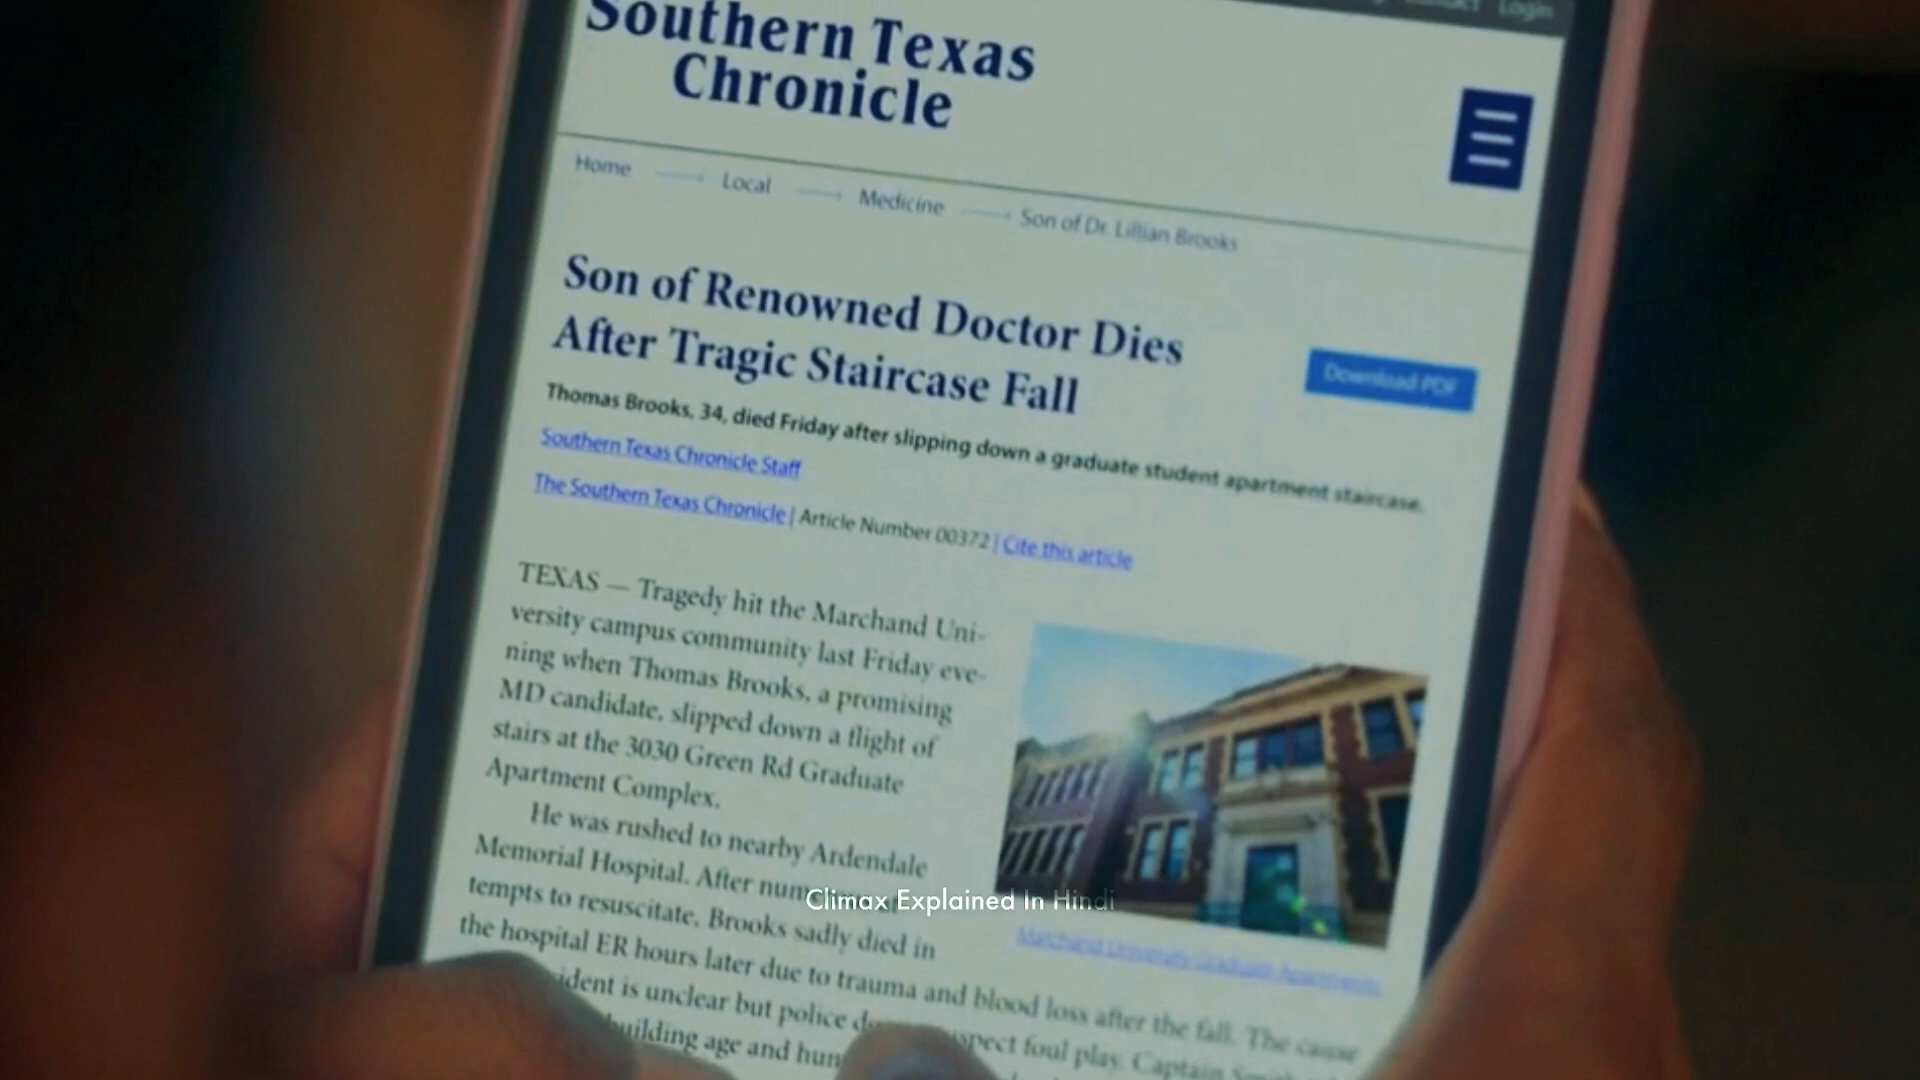 Contact Login
Southern Texas
Chronicle
Home Local Medicine Son of Dr. Lillian Brooks
Son of Renowned Doctor Dies
After Tragic Staircase Fall
Download PDF
Thomas Brooks, 34, died Friday after slipping down a graduate student apartment staircase.
Southern Texas Chronicle Staff
The Southern Texas Chronicle | Article Number 00372 | Cite this article
TEXAS — Tragedy hit the Marchand Uni-
versity campus community last Friday eve-
ning when Thomas Brooks, a promising
MD candidate, slipped down a flight of
stairs at the 3030 Green Rd Graduate
Apartment Complex.
He was rushed to nearby Ardendale
Memorial Hospital. After
tempts to resuscitate, Brooks sadly died in
the hospital ER hours later due to trauma and blood loss after the fall. The cause
is unclear but police foul play. Captain
building age and
Marchand University Graduate Apartments
Climax Explained In Hindi